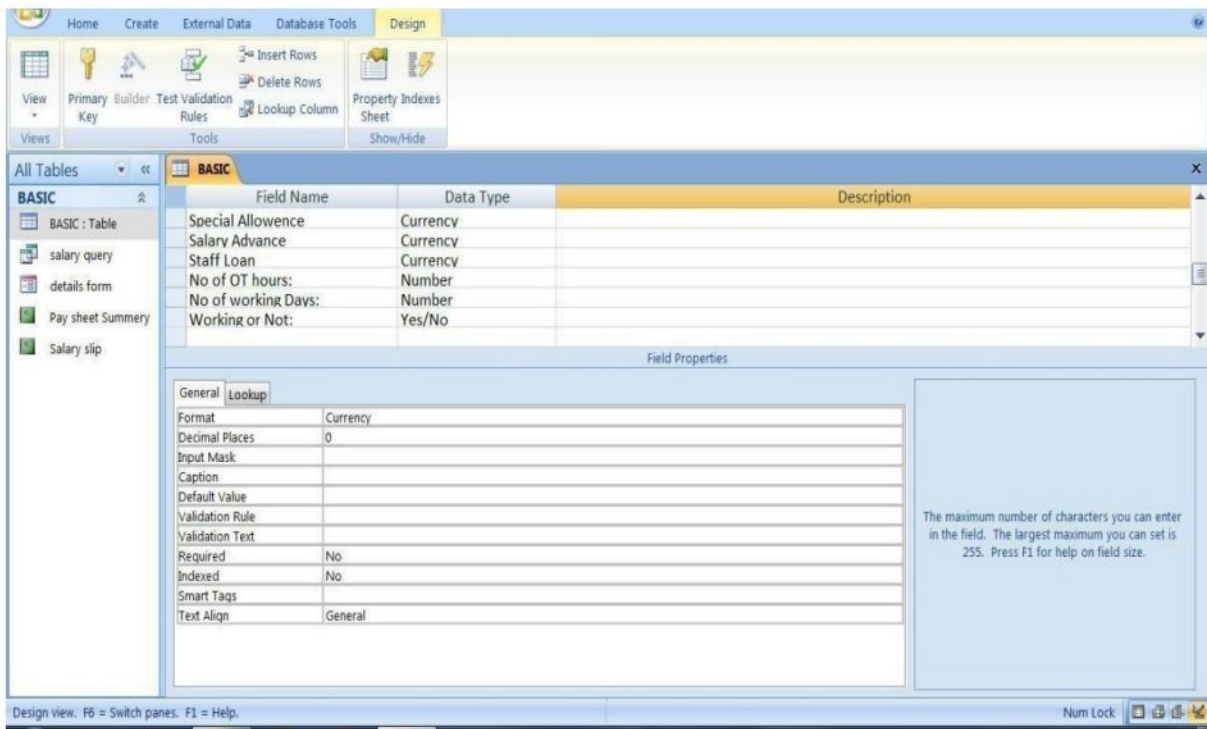 Home Create External Data Database Tools Design
View
Views
Primary Key
Builder
Test Validation Rules
Insert Rows
Delete Rows
Lookup Column
Tools
Property Sheet
Indexes
Show/Hide
All Tables
BASIC
BASIC : Table
salary query
details form
Pay sheet Summery
Salary slip
BASIC
Field Name Data Type Description
Special Allowence Currency
Salary Advance Currency
Staff Loan Currency
No of OT hours: Number
No of working Days: Number
Working or Not: Yes/No
Field Properties
General Lookup
Format Currency
Decimal Places 0
Input Mask
Caption
Default Value
Validation Rule
Validation Text
Required No
Indexed No
Smart Tags
Text Align General
The maximum number of characters you can enter
in the field. The largest maximum you can set is
255. Press F1 for help on field size.
Design view. F6 = Switch panes. F1 = Help.
Num Lock